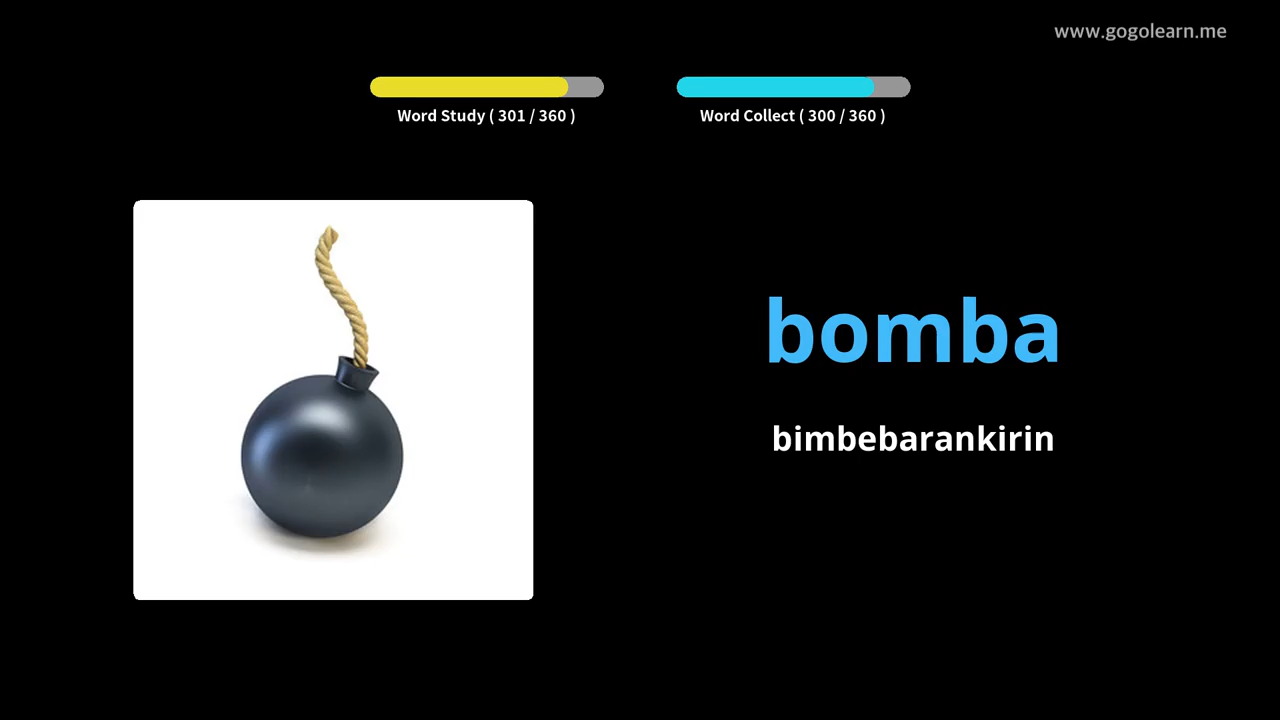 www.gogolearn.me
Word Study ( 301 / 360 )
Word Collect ( 300 / 360 )
bomba
bimbebarankirin